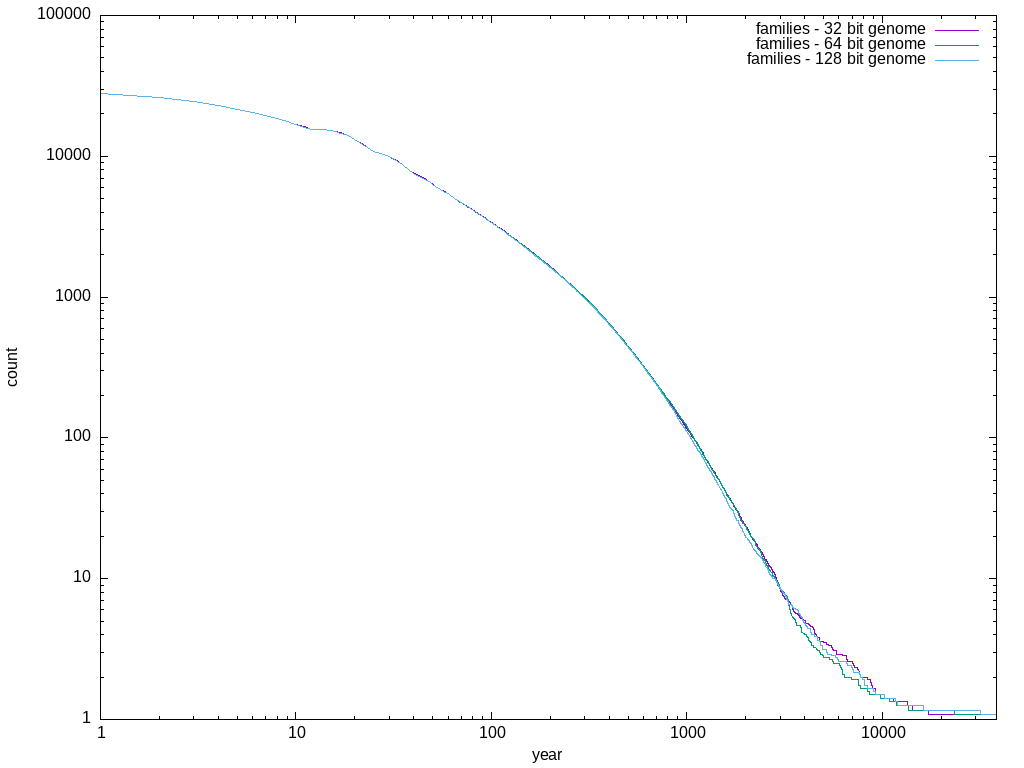 100000
families - 32 bit genome
families - 64 bit genome
families - 128 bit genome
10000
1000
count
100
10
1
1 10 100 1000 10000
year